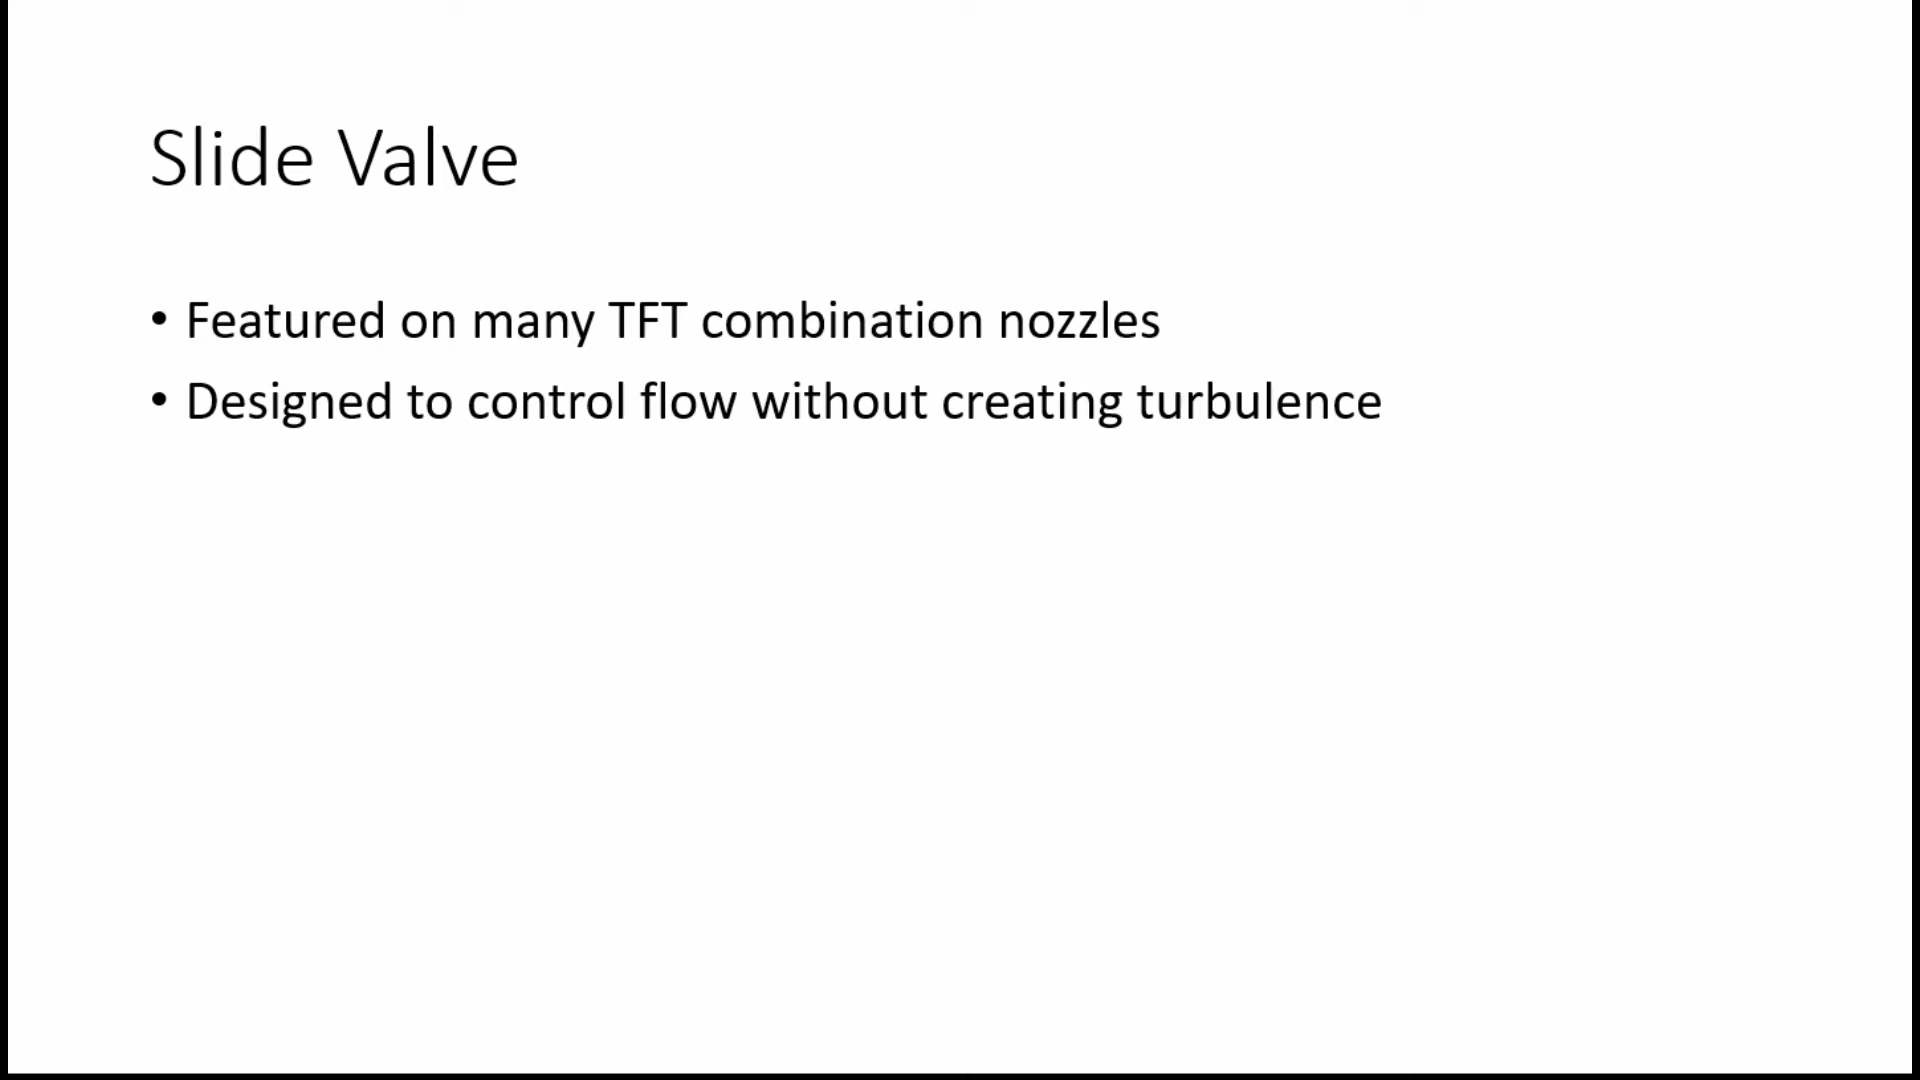 Slide Valve
• Featured on many TFT combination nozzles
• Designed to control flow without creating turbulence